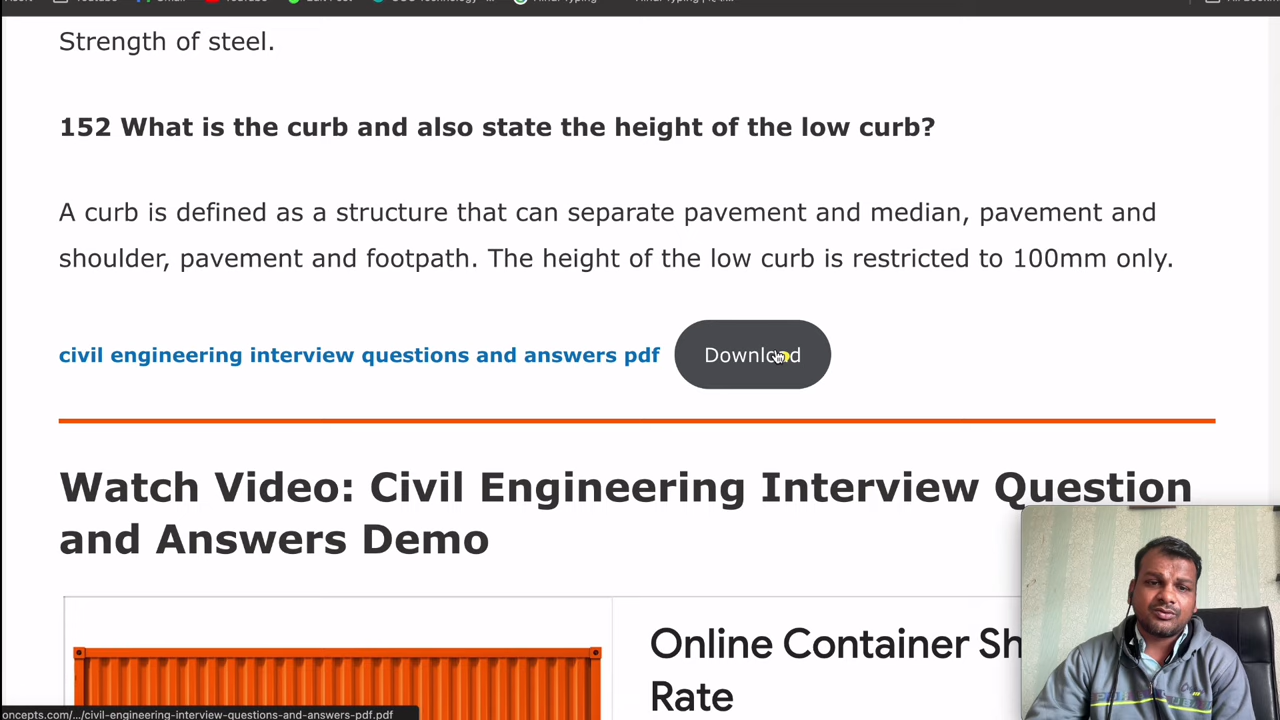 Gmail
Strength of steel.
152 What is the curb and also state the height of the low curb?
A curb is defined as a structure that can separate pavement and median, pavement and
shoulder, pavement and footpath. The height of the low curb is restricted to 100mm only.
civil engineering interview questions and answers pdf Download
Watch Video: Civil Engineering Interview Question
and Answers Demo
Online Container Sh
Rate
oncepts.com/.../civil-engineering-interview-questions-and-answers-pdf.pdf